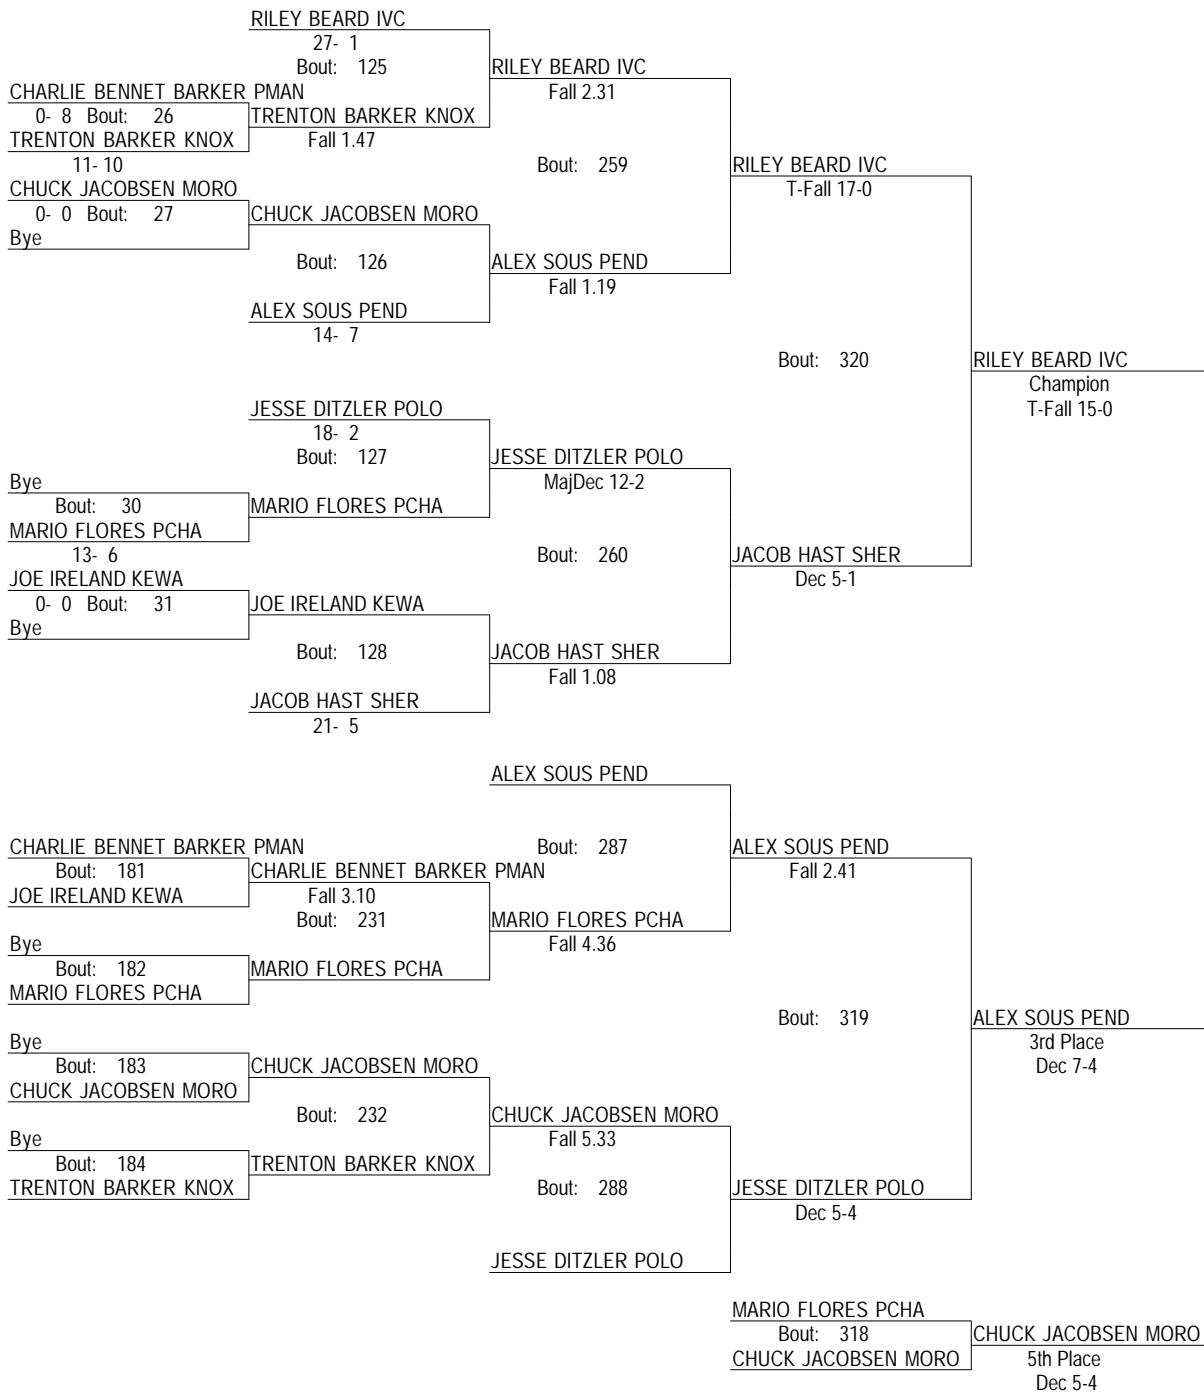 RILEY BEARD IVC
27- 1
Bout: 125
RILEY BEARD IVC
CHARLIE BENNET BARKER PMAN
Fall 2.31
0- 8 Bout: 26
TRENTON BARKER KNOX
TRENTON BARKER KNOX
Fall 1.47
11- 10
Bout: 259
RILEY BEARD IVC
CHUCK JACOBSEN MORO
T-Fall 17-0
0- 0 Bout: 27
CHUCK JACOBSEN MORO
Bye
Bout: 126
ALEX SOUS PEND
Fall 1.19
ALEX SOUS PEND
14- 7
Bout: 320
RILEY BEARD IVC
Champion
T-Fall 15-0
JESSE DITZLER POLO
18- 2
Bout: 127
JESSE DITZLER POLO
Bye
MajDec 12-2
Bout: 30
MARIO FLORES PCHA
MARIO FLORES PCHA
13- 6
Bout: 260
JACOB HAST SHER
JOE IRELAND KEWA
Dec 5-1
0- 0 Bout: 31
JOE IRELAND KEWA
Bye
Bout: 128
JACOB HAST SHER
Fall 1.08
JACOB HAST SHER
21- 5
ALEX SOUS PEND
CHARLIE BENNET BARKER PMAN
Bout: 287
ALEX SOUS PEND
Bout: 181
CHARLIE BENNET BARKER PMAN
Fall 2.41
JOE IRELAND KEWA
Fall 3.10
Bout: 231
MARIO FLORES PCHA
Bye
Fall 4.36
Bout: 182
MARIO FLORES PCHA
MARIO FLORES PCHA
Bout: 319
ALEX SOUS PEND
3rd Place
Dec 7-4
Bye
Bout: 183
CHUCK JACOBSEN MORO
CHUCK JACOBSEN MORO
Bout: 232
CHUCK JACOBSEN MORO
Bye
Fall 5.33
Bout: 184
TRENTON BARKER KNOX
TRENTON BARKER KNOX
Bout: 288
JESSE DITZLER POLO
Dec 5-4
JESSE DITZLER POLO
MARIO FLORES PCHA
Bout: 318
CHUCK JACOBSEN MORO
CHUCK JACOBSEN MORO
5th Place
Dec 5-4